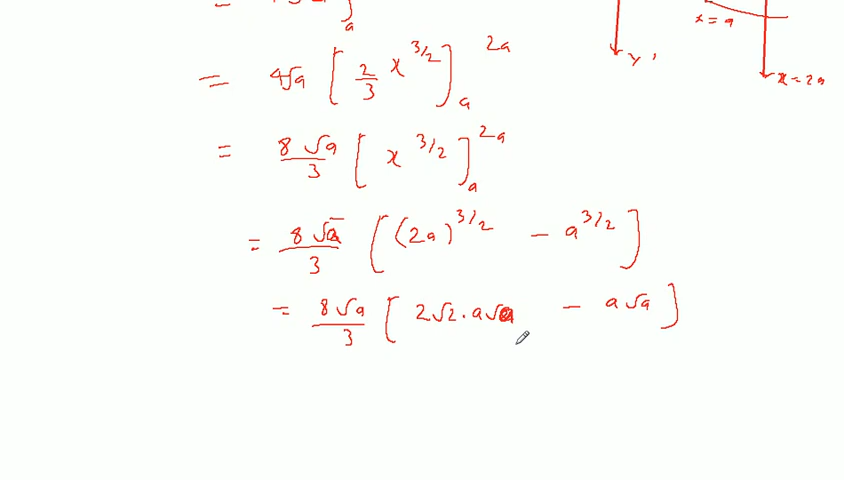 x = a
y'
x = 2a
= 4√a [ 2/3 x^3/2 ]_a^2a
= 8√a/3 [ x^3/2 ]_a^2a
= 8√a/3 [ (2a)^3/2 - a^3/2 ]
= 8√a/3 [ 2√2 . a√a - a√a ]